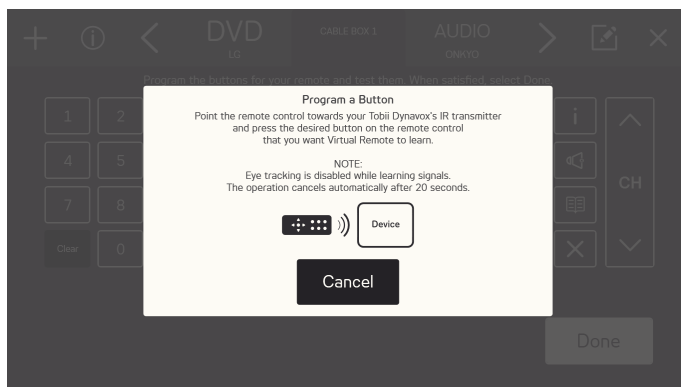 DVD
LG
CABLE BOX 1
AUDIO
ONKYO
Program the buttons for your remote and test them. When satisfied, select Done.
Program a Button
Point the remote control towards your Tobii Dynavox's IR transmitter
and press the desired button on the remote control
that you want Virtual Remote to learn.
NOTE:
Eye tracking is disabled while learning signals.
The operation cancels automatically after 20 seconds.
Device
Cancel
1 2
4 5
CH
7 8
Clear 0
Done